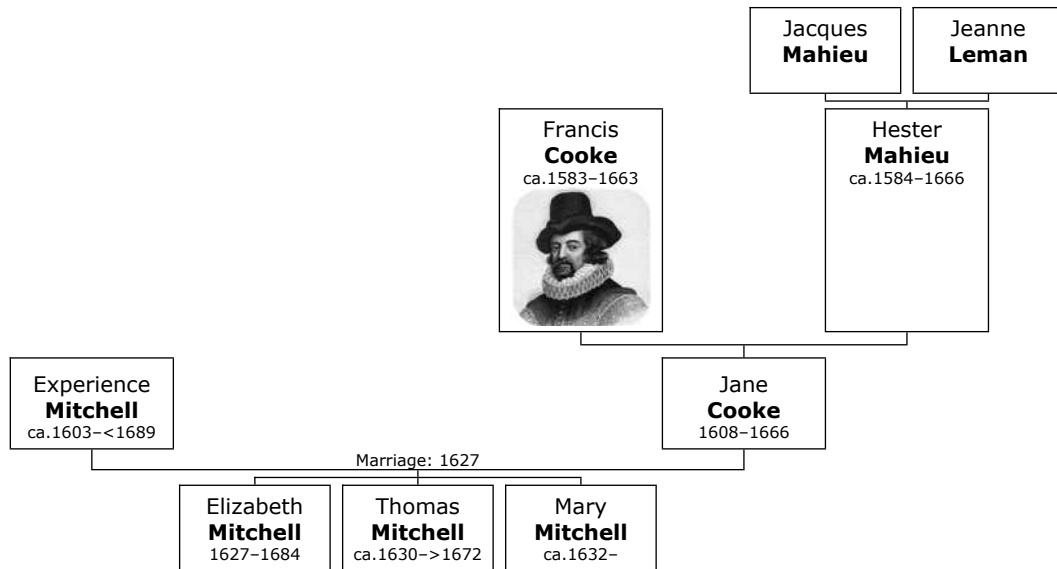 Jacques
Mahieu
Jeanne
Leman
Francis
Cooke
ca.1583–1663
Hester
Mahieu
ca.1584–1666
Experience
Mitchell
ca.1603–<1689
Jane
Cooke
1608–1666
Marriage: 1627
Elizabeth
Mitchell
1627–1684
Thomas
Mitchell
ca.1630–>1672
Mary
Mitchell
ca.1632–